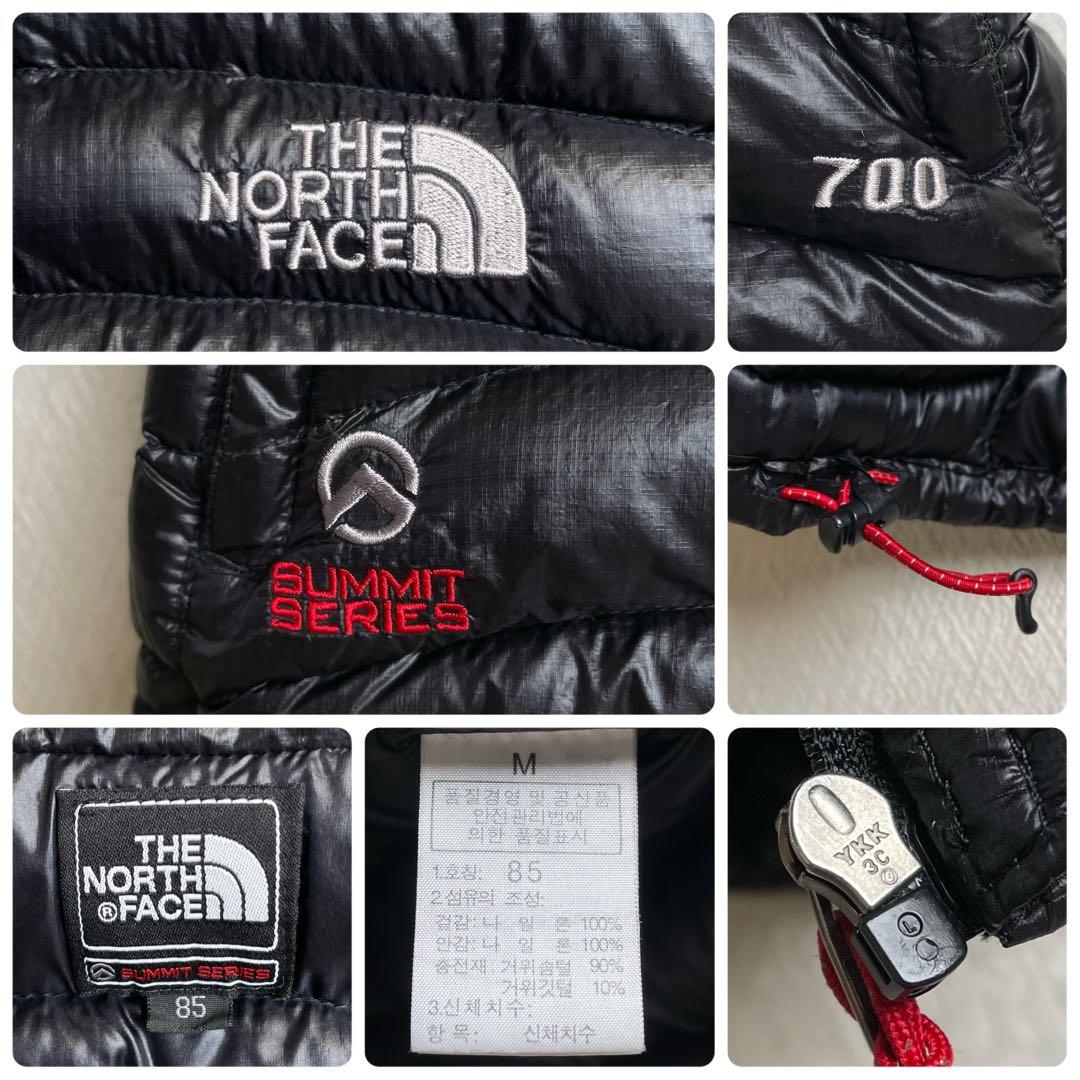 THE
NORTH
FACE
700
SUMMIT
SERIES
THE
NORTH
®FACE
SUMMIT SERIES
85
M
품질경영 및 공산품
안전관리법에
의한 품질표시
1.호칭: 85
2.섬유의 조성:
겉감: 나 일 론 100%
안감: 나 일 론 100%
충전재: 거위솜털 90%
거위깃털 10%
3.신체치수:
항 목: 신체치수
YKK
3C
L